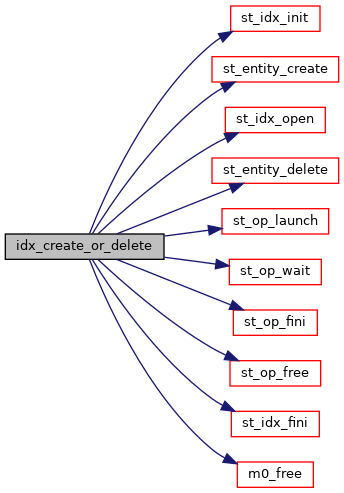 st_idx_init
st_entity_create
st_idx_open
st_entity_delete
st_op_launch
idx_create_or_delete
st_op_wait
st_op_fini
st_op_free
st_idx_fini
m0_free